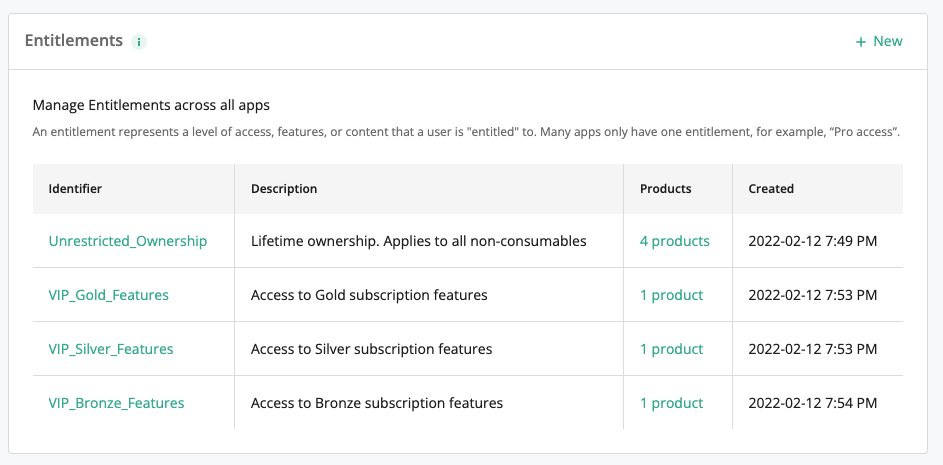 Entitlements i
+ New
Manage Entitlements across all apps
An entitlement represents a level of access, features, or content that a user is "entitled" to. Many apps only have one entitlement, for example, “Pro access”.
Identifier Description Products Created
Unrestricted_Ownership Lifetime ownership. Applies to all non-consumables 4 products 2022-02-12 7:49 PM
VIP_Gold_Features Access to Gold subscription features 1 product 2022-02-12 7:53 PM
VIP_Silver_Features Access to Silver subscription features 1 product 2022-02-12 7:53 PM
VIP_Bronze_Features Access to Bronze subscription features 1 product 2022-02-12 7:54 PM